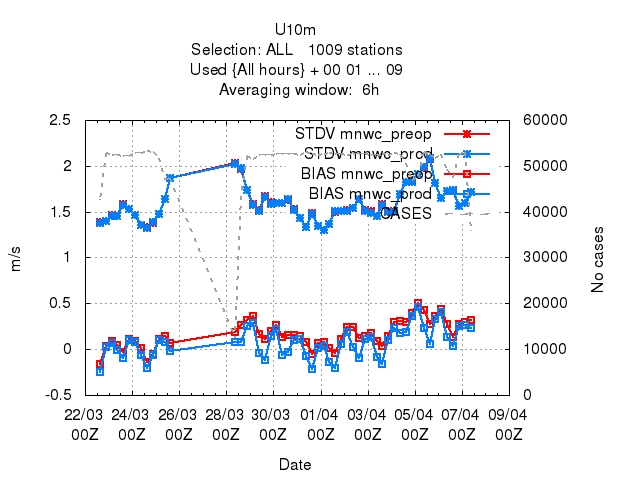 U10m
Selection: ALL   1009 stations
Used {All hours} + 00 01 ... 09
Averaging window:  6h
STDV mnwc_preop
STDV mnwc_prod
BIAS mnwc_preop
BIAS mnwc_prod
CASES
2.5
2
1.5
1
0.5
0
-0.5
m/s
60000
50000
40000
30000
20000
10000
0
No cases
22/03 24/03 26/03 28/03 30/03 01/04 03/04 05/04 07/04 09/04
00Z 00Z 00Z 00Z 00Z 00Z 00Z 00Z 00Z 00Z
Date